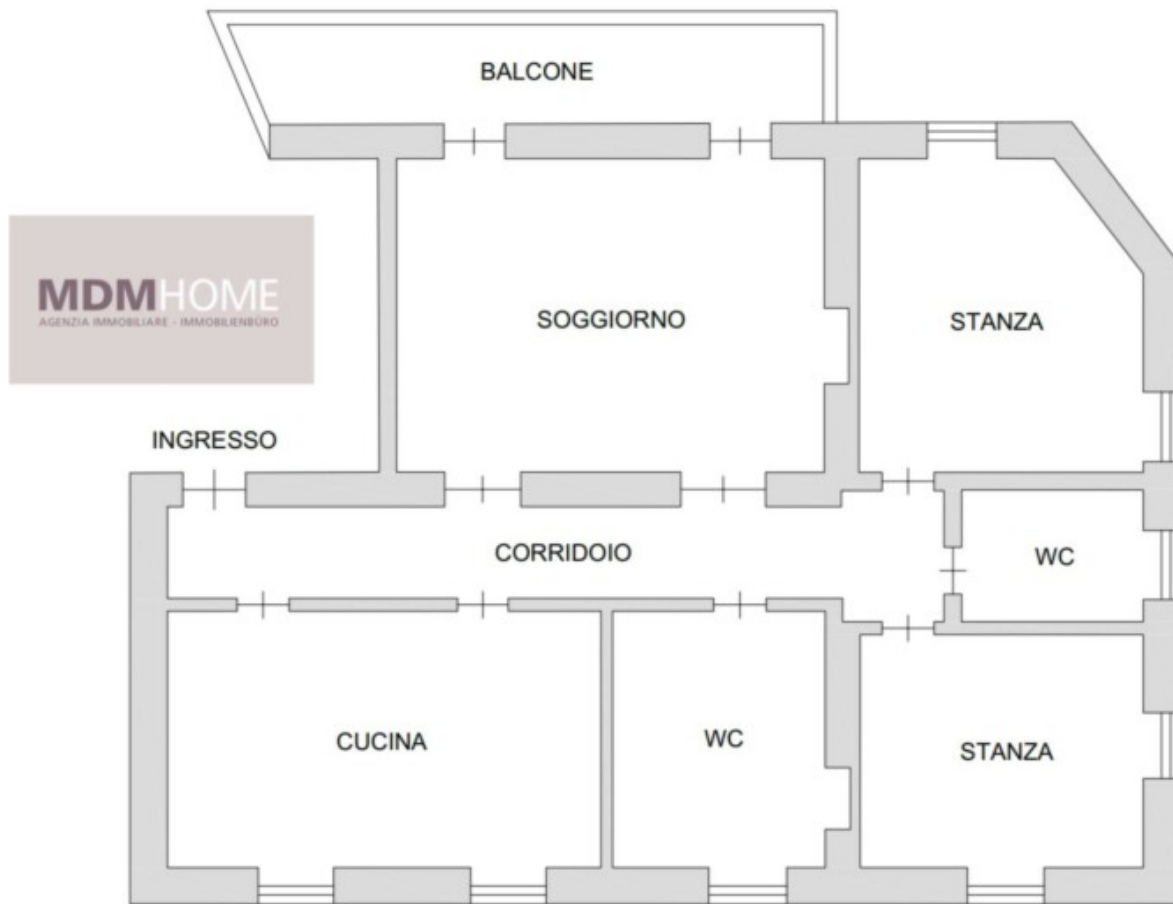 BALCONE
MDMHOME
AGENZIA IMMOBILIARE - IMMOBILIENBÜRO
SOGGIORNO
STANZA
INGRESSO
CORRIDOIO
WC
CUCINA
WC
STANZA